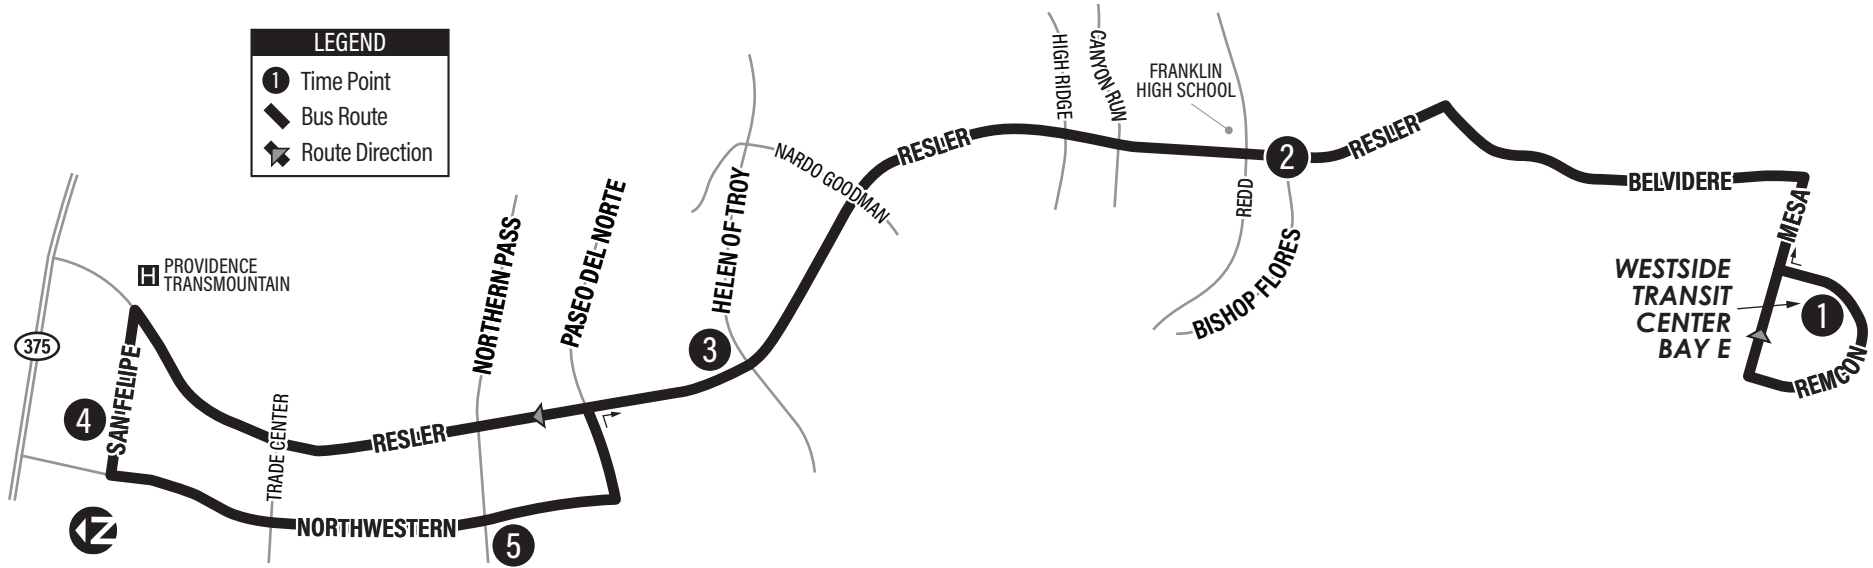 LEGEND
1 Time Point
Bus Route
Route Direction
375
H PROVIDENCE
TRANSMOUNTAIN
SAN FELIPE
4
N
TRADE CENTER
RESLER
NORTHWESTERN
NORTHERN PASS
5
PASEO DEL NORTE
HELEN OF TROY
3
NARDO GOODMAN
RESLER
HIGH RIDGE
CANYON RUN
FRANKLIN
HIGH SCHOOL
REDD
2
BISHOP FLORES
RESLER
BELVIDERE
MESA
WESTSIDE
TRANSIT
CENTER
BAY E
1
REMCON